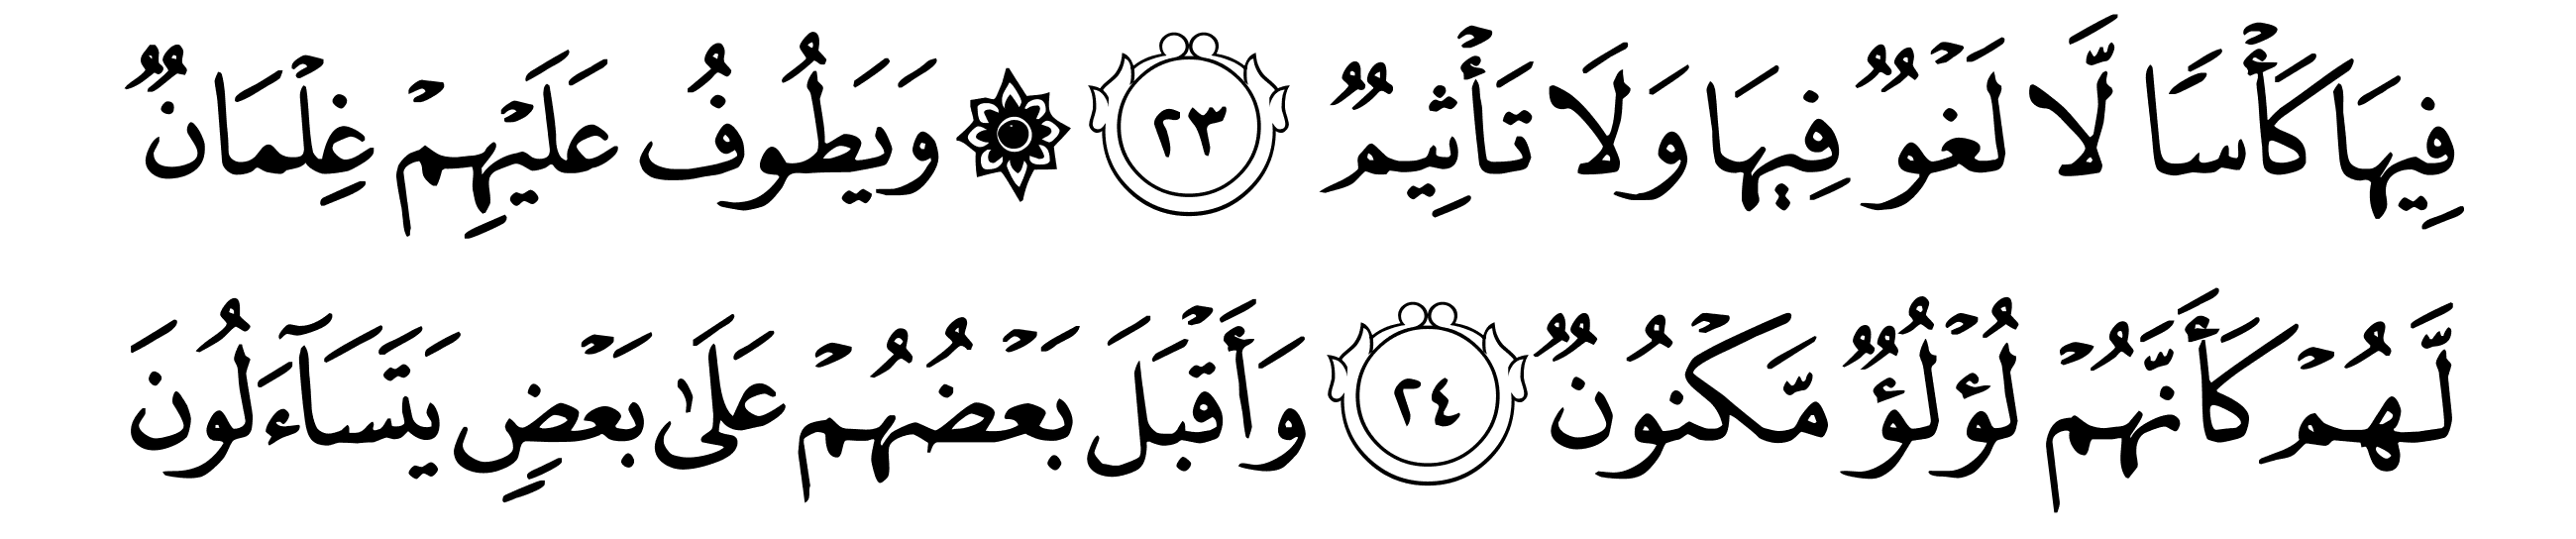 فِيهَا كَأۡسٗا لَّا لَغۡوٞ فِيهَا وَلَا تَأۡثِيمٞ ٢٣ ۞ وَيَطُوفُ عَلَيۡهِمۡ غِلۡمَانٞ
لَّهُمۡ كَأَنَّهُمۡ لُؤۡلُؤٞ مَّكۡنُونٞ ٢٤ وَأَقۡبَلَ بَعۡضُهُمۡ عَلَىٰ بَعۡضٖ يَتَسَآءَلُونَ